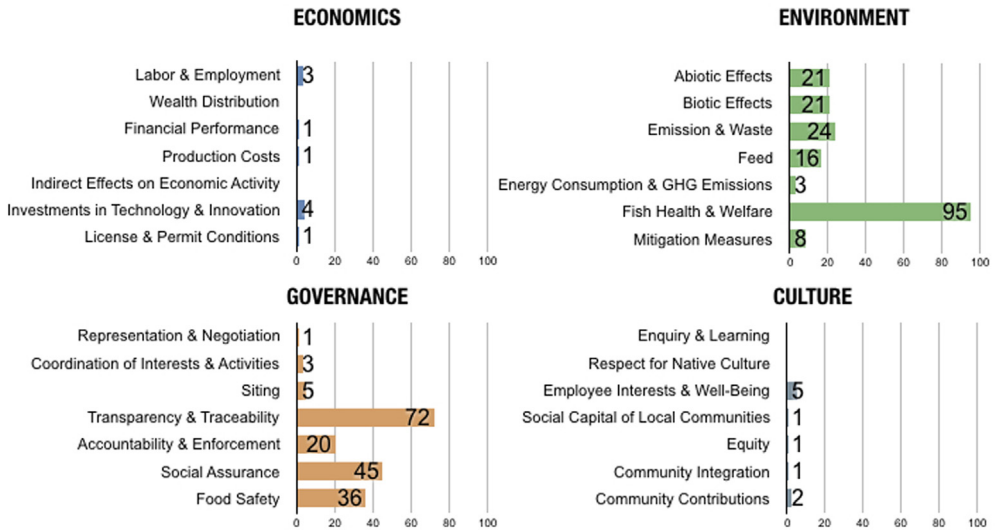 ECONOMICS
Labor & Employment 3
Wealth Distribution
Financial Performance 1
Production Costs 1
Indirect Effects on Economic Activity
Investments in Technology & Innovation 4
License & Permit Conditions 1
0 20 40 60 80 100
ENVIRONMENT
Abiotic Effects 21
Biotic Effects 21
Emission & Waste 24
Feed 16
Energy Consumption & GHG Emissions 3
Fish Health & Welfare 95
Mitigation Measures 8
0 20 40 60 80 100
GOVERNANCE
Representation & Negotiation 1
Coordination of Interests & Activities 3
Siting 5
Transparency & Traceability 72
Accountability & Enforcement 20
Social Assurance 45
Food Safety 36
0 20 40 60 80 100
CULTURE
Enquiry & Learning
Respect for Native Culture
Employee Interests & Well-Being 5
Social Capital of Local Communities 1
Equity 1
Community Integration 1
Community Contributions 2
0 20 40 60 80 100